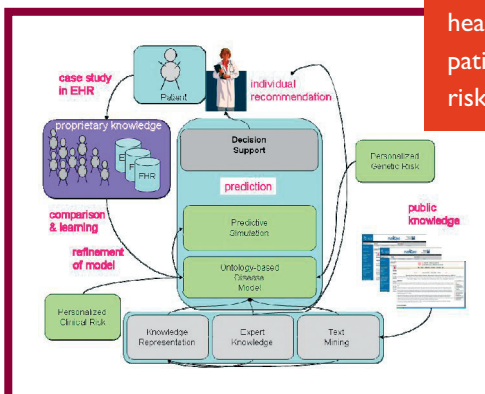 hea
pati
risk
case study
in EHR
Patient
individual
recommendation
proprietary knowledge
EHR
Decision
Support
prediction
Personalized
Genetic Risk
comparison
& learning
Predictive
Simulation
public
knowledge
refinement
of model
Ontology-based
Disease
Model
Personalized
Clinical Risk
Knowledge
Representation
Expert
Knowledge
Text
Mining